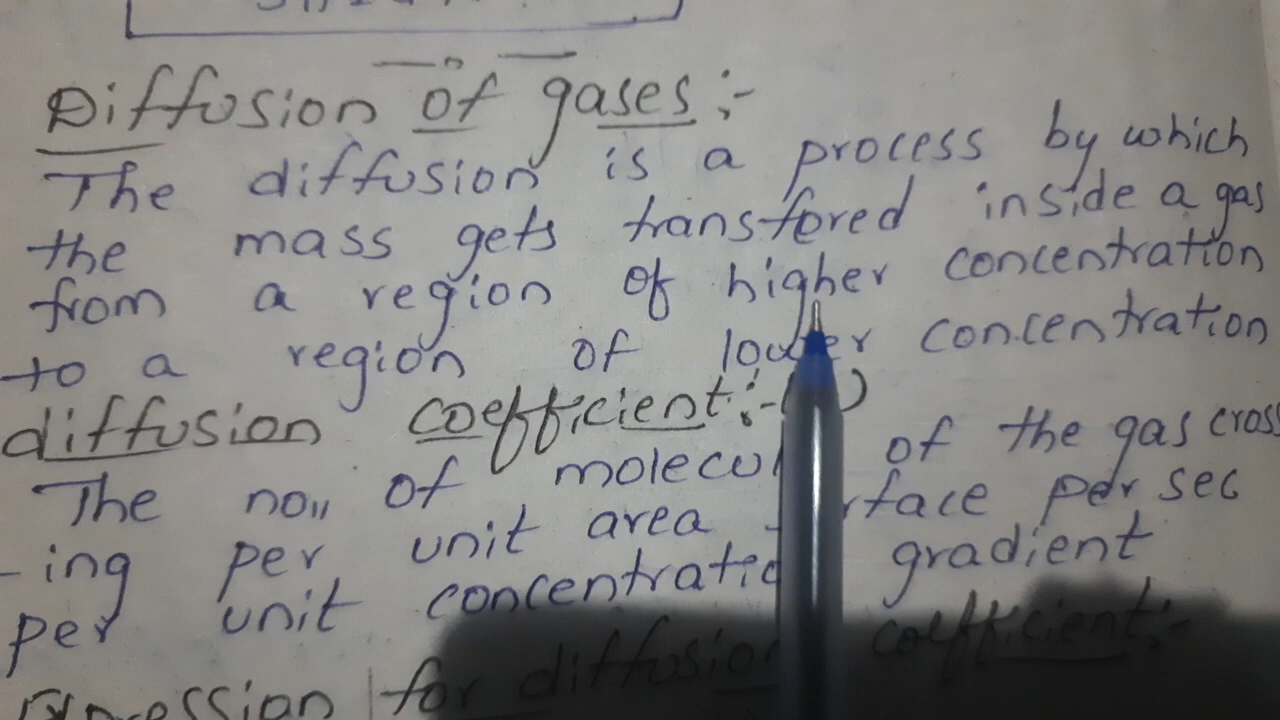 Diffusion of gases :-
The diffusion is a process by which
the mass gets transfered inside a gas
from a region of higher concentration
to a region of lower concentration
diffusion coefficient :- ( )
The no,, of molecul of the gas cross
-ing per unit area rface per sec
per unit concentratio gradient
for diffusion coefficient :-